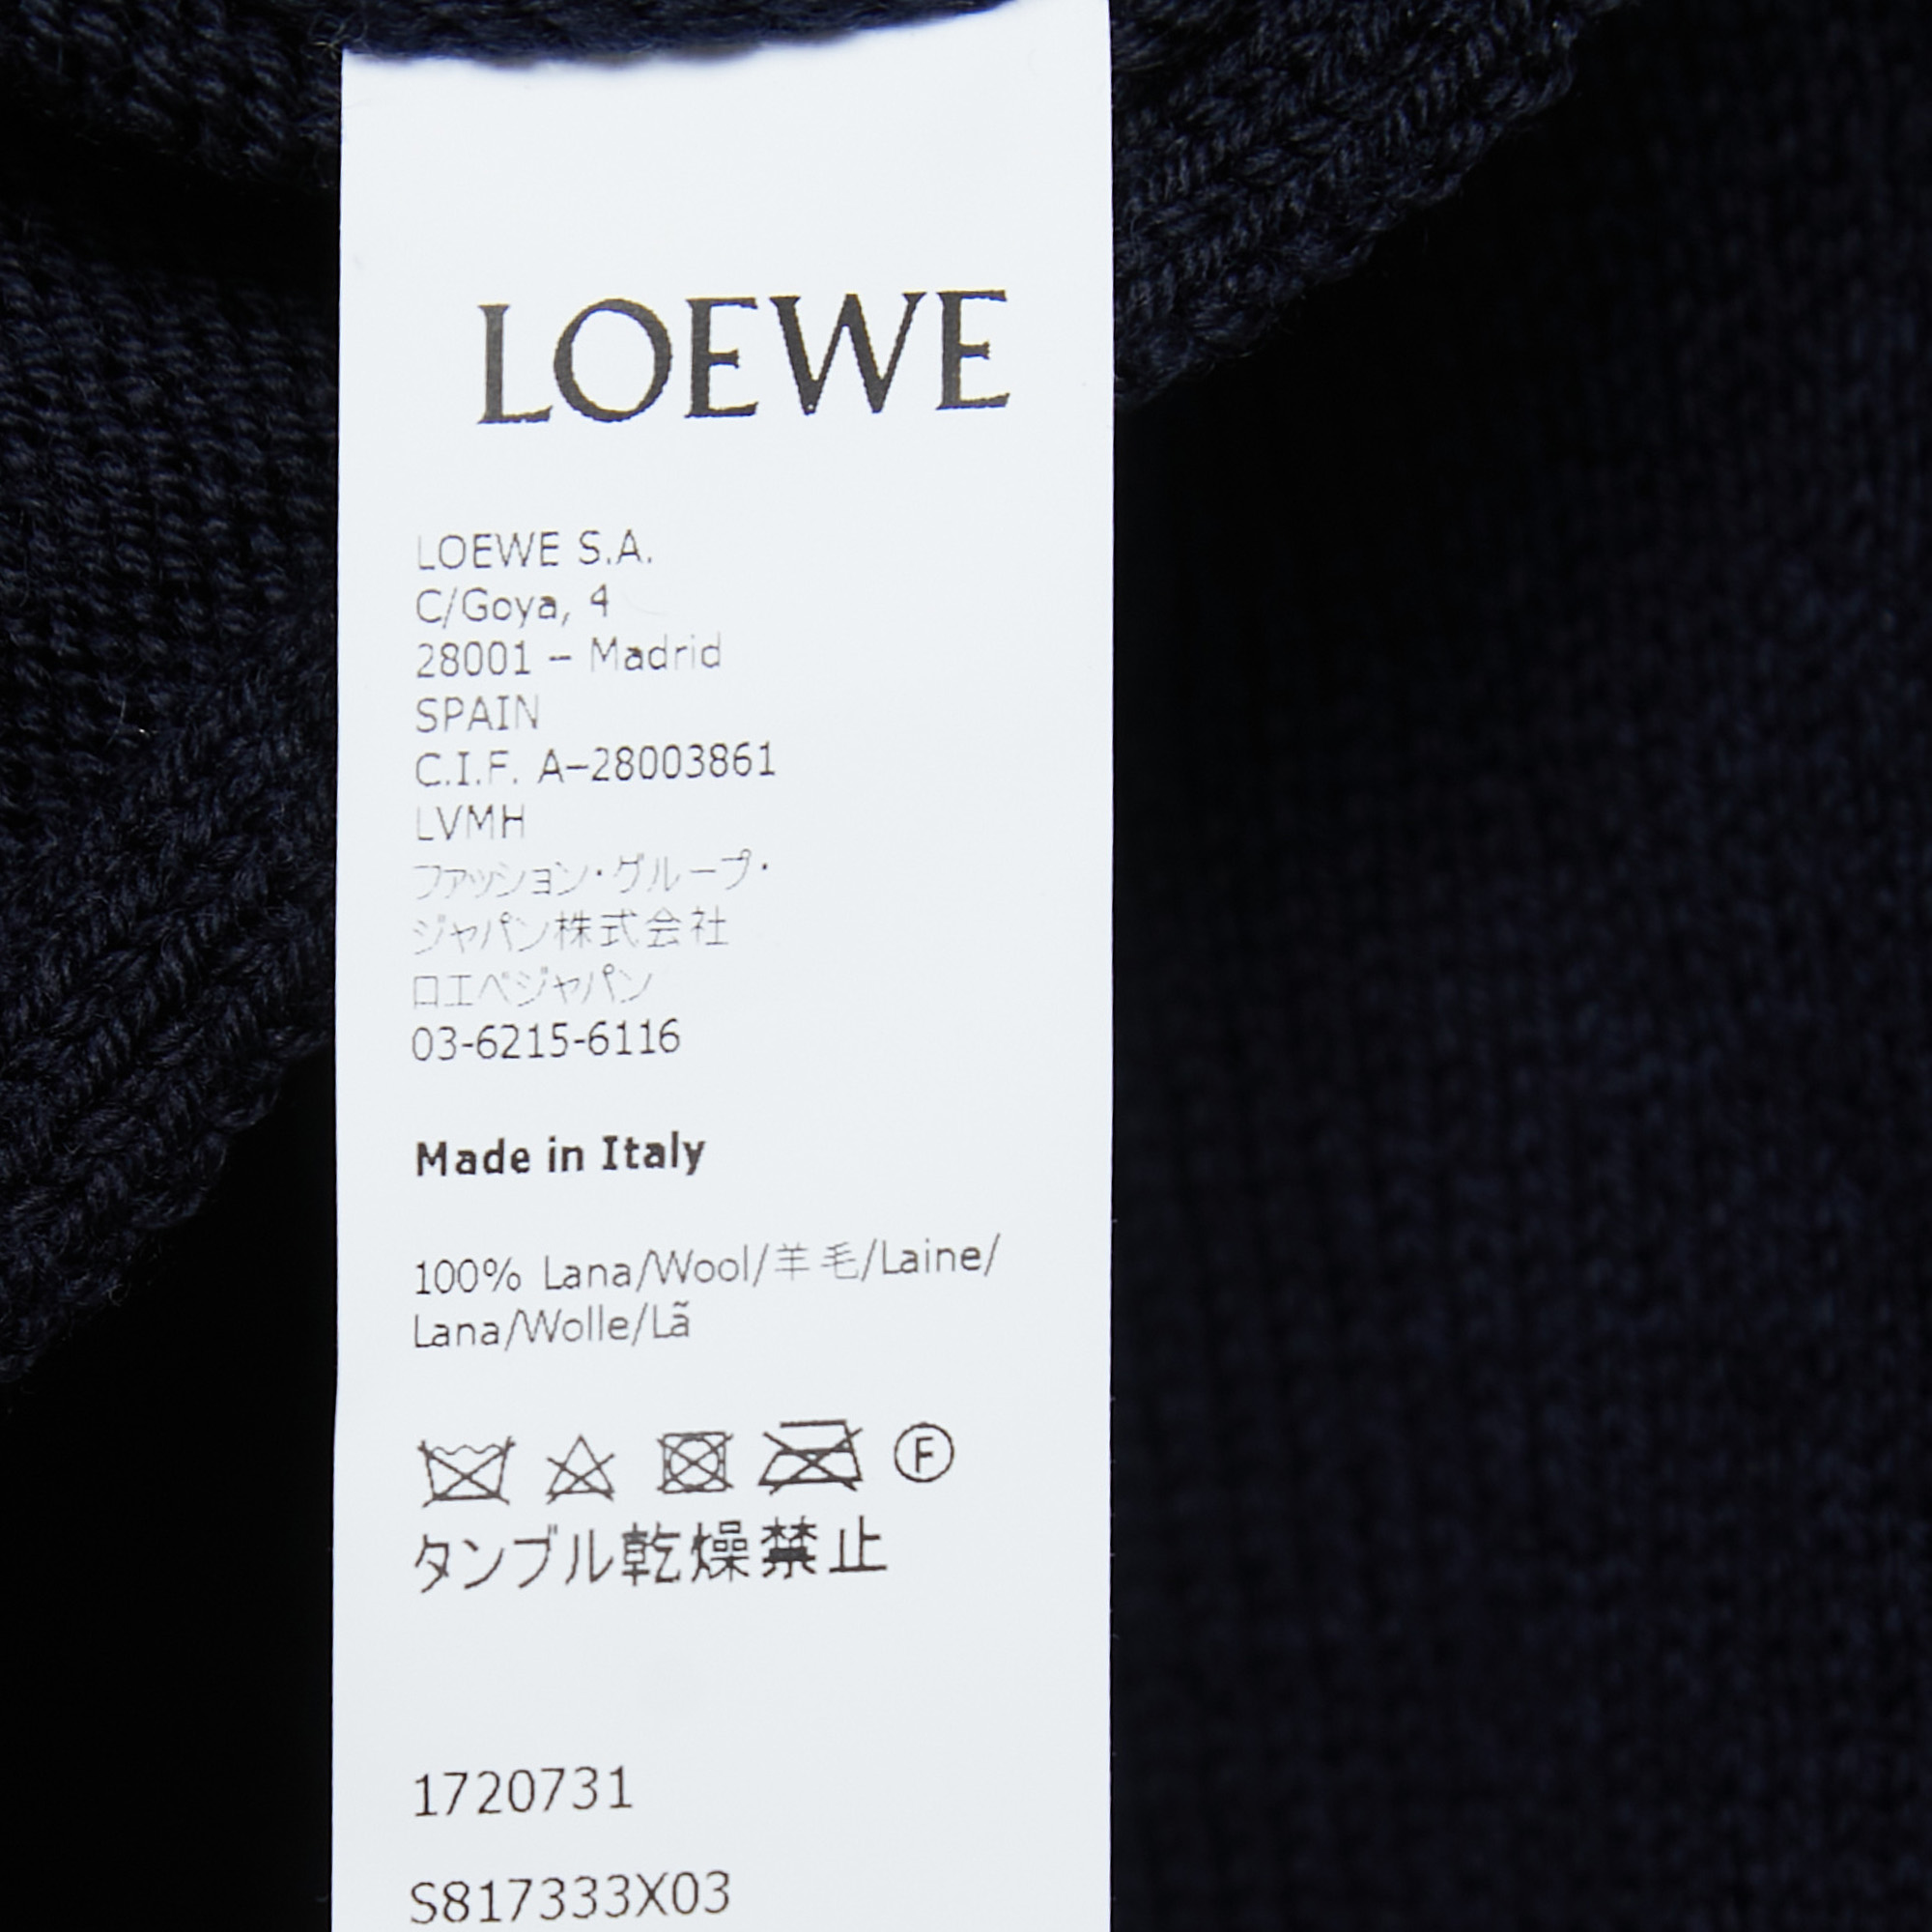 LOEWE
LOEWE S.A.
C/Goya, 4
28001 – Madrid
SPAIN
C.I.F. A–28003861
LVMH
ファッション・グループ・
ジャパン株式会社
ロエベジャパン
03-6215-6116
Made in Italy
100% Lana/Wool/羊毛/Laine/
Lana/Wolle/Lã
F
タンブル乾燥禁止
1720731
S817333X03